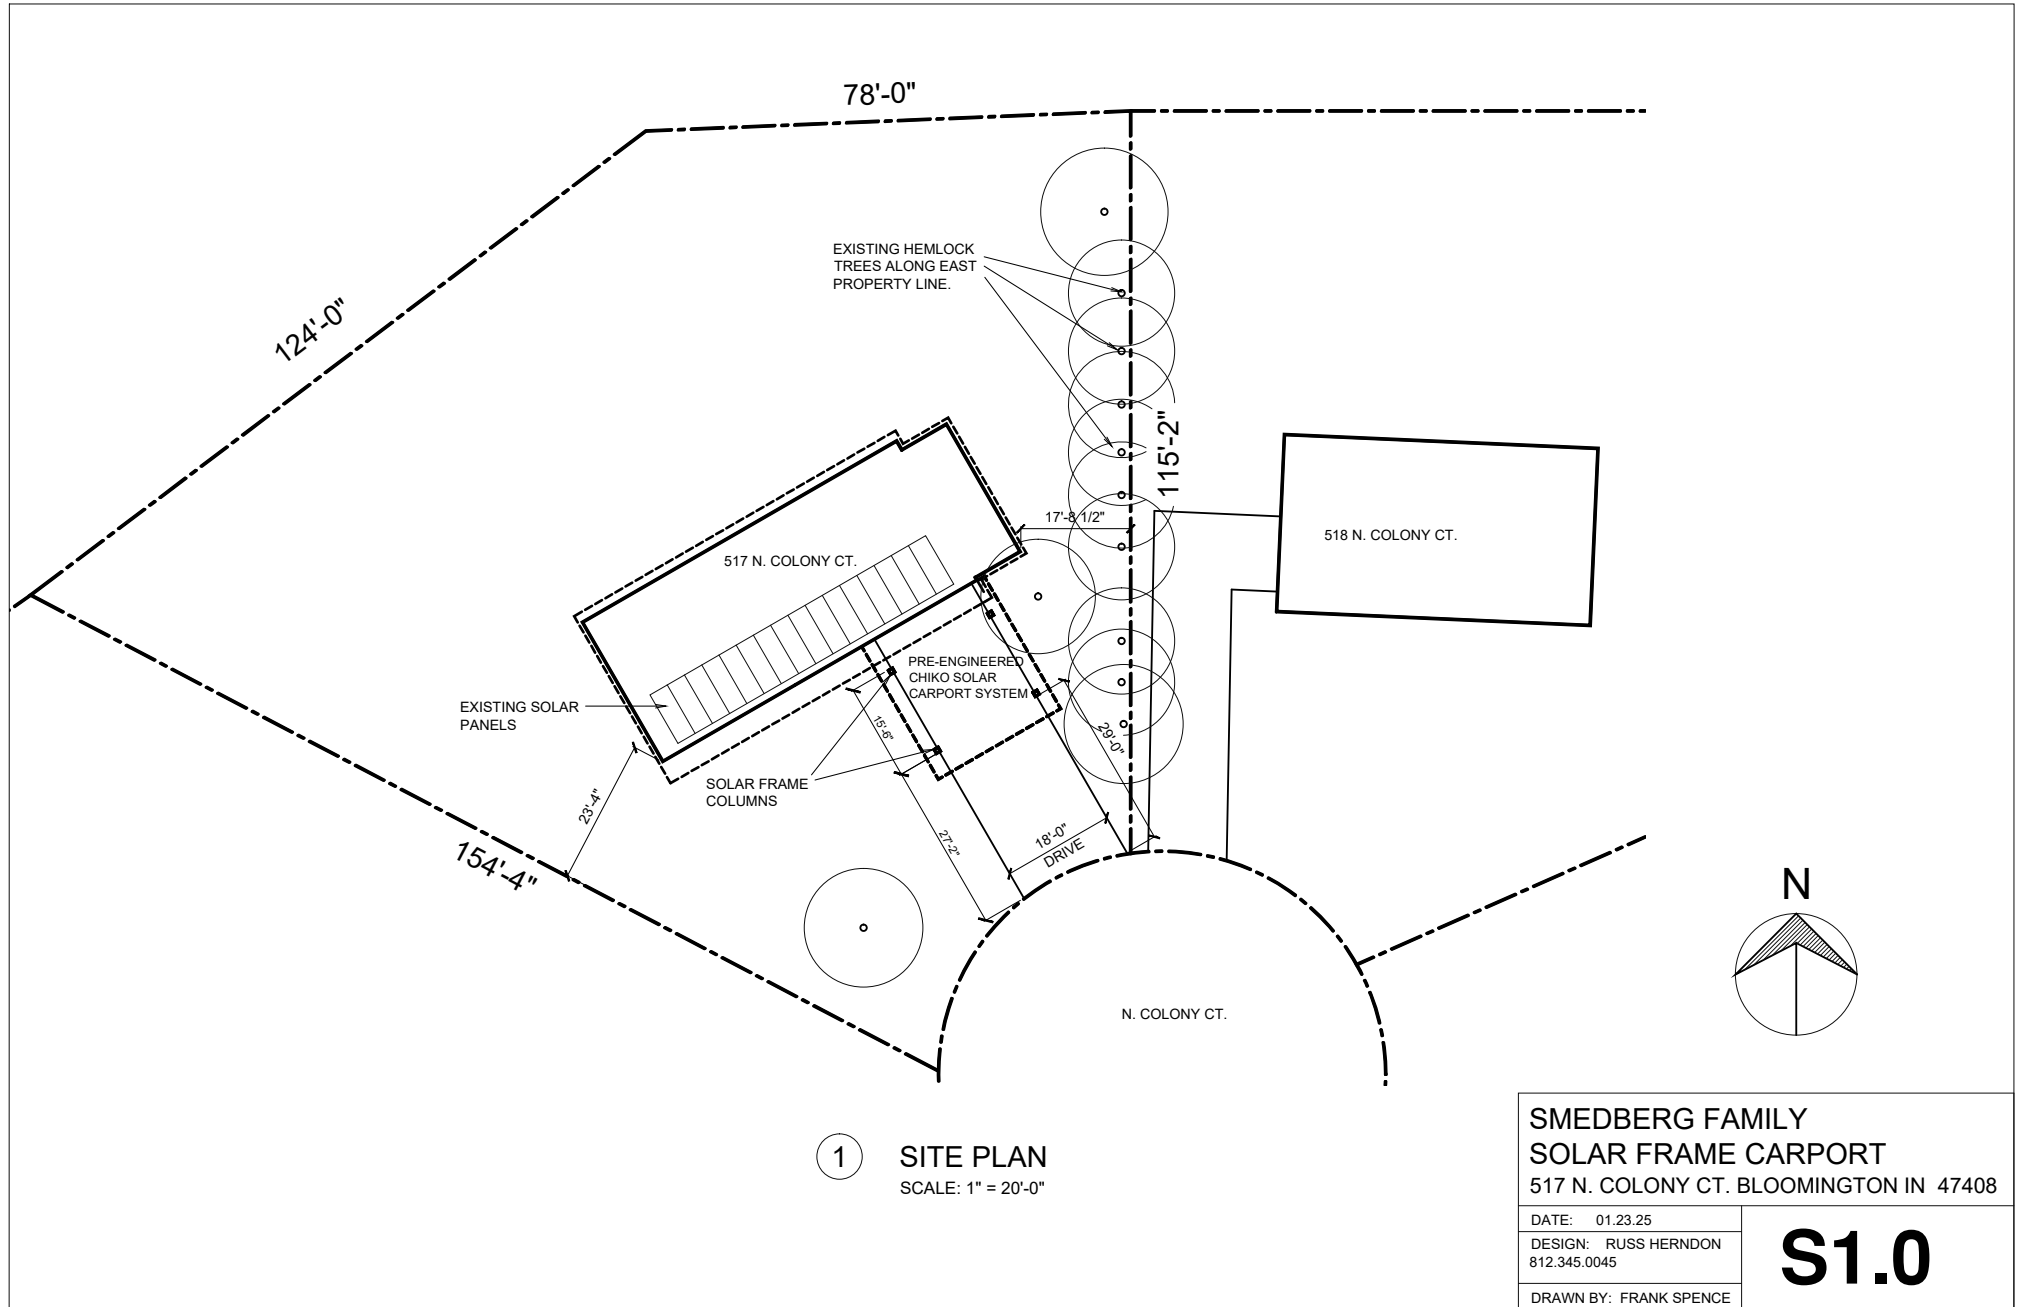 78'-0"
124'-0"
EXISTING HEMLOCK
TREES ALONG EAST
PROPERTY LINE.
115'-2"
17'-8 1/2"
518 N. COLONY CT.
517 N. COLONY CT.
PRE-ENGINEERED
CHIKO SOLAR
CARPORT SYSTEM
EXISTING SOLAR
PANELS
15'-6"
29'-0"
SOLAR FRAME
COLUMNS
23'-4"
27'-2"
18'-0"
DRIVE
154'-4"
N
N. COLONY CT.
1
SITE PLAN
SCALE: 1" = 20'-0"
SMEDBERG FAMILY
SOLAR FRAME CARPORT
517 N. COLONY CT. BLOOMINGTON IN 47408
DATE: 01.23.25
DESIGN: RUSS HERNDON
812.345.0045
DRAWN BY: FRANK SPENCE
S1.0